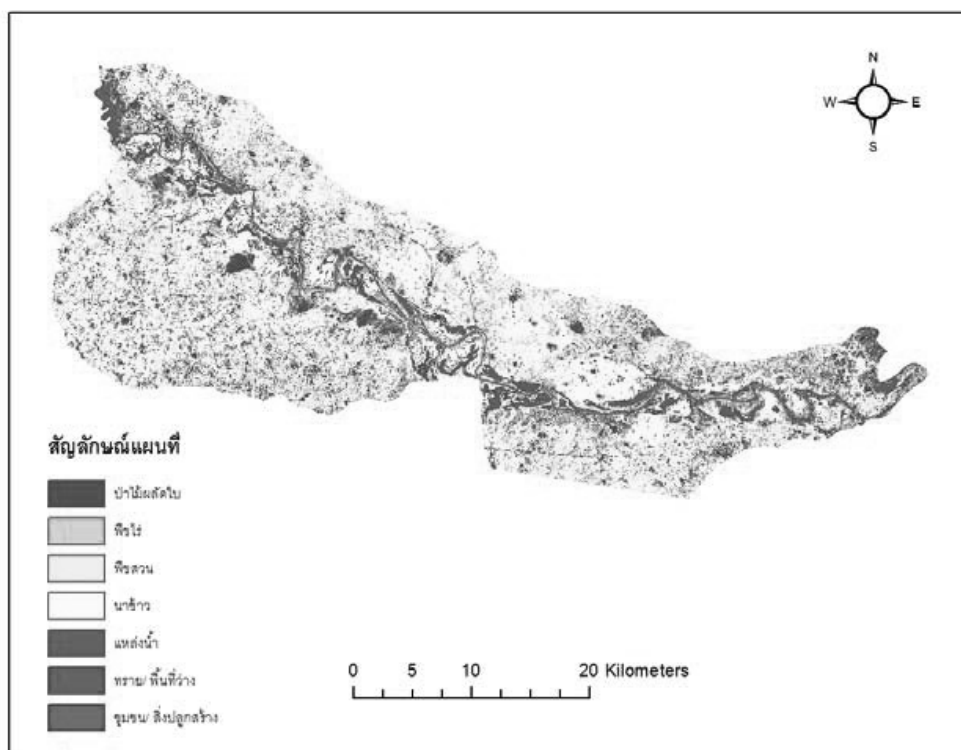 N
W E
S
สัญลักษณ์แผนที่
ป่าไม้ผลัดใบ
พืชไร่
พืชสวน
นาข้าว
แหล่งน้ำ
ทราย/ พื้นที่ว่าง
ชุมชน/ สิ่งปลูกสร้าง
0 5 10 20 Kilometers